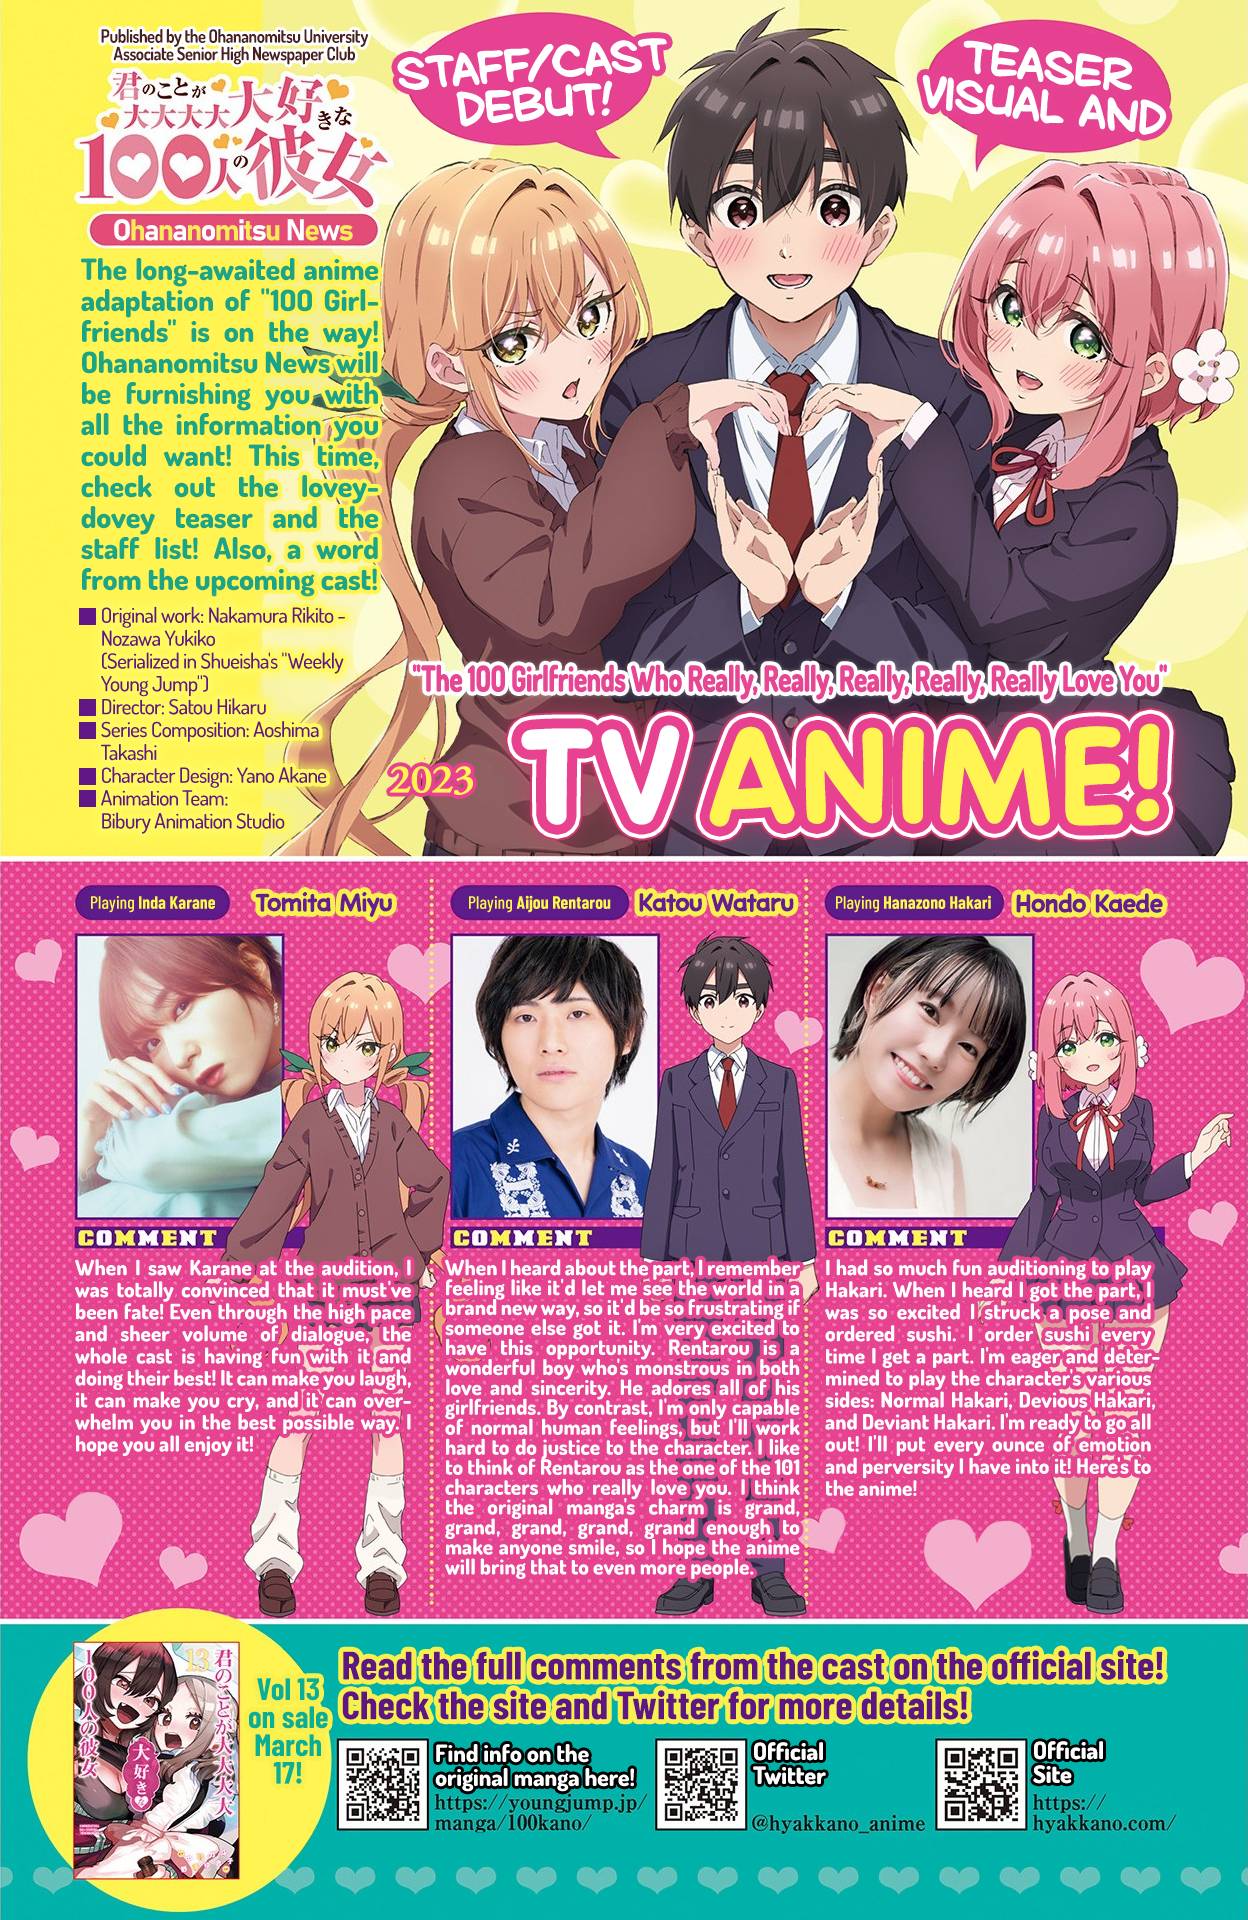 Published by the Ohananomitsu University
Associate Senior High Newspaper Club
君のことが
大大大大大好きな
100人の彼女
Ohananomitsu News
STAFF/CAST
DEBUT!
TEASER
VISUAL AND
The long-awaited anime
adaptation of "100 Girl-
friends" is on the way!
Ohananomitsu News will
be furnishing you with
all the information you
could want! This time,
check out the lovey-
dovey teaser and the
staff list! Also, a word
from the upcoming cast!
■ Original work: Nakamura Rikito -
Nozawa Yukiko
(Serialized in Shueisha's "Weekly
Young Jump")
■ Director: Satou Hikaru
■ Series Composition: Aoshima
Takashi
■ Character Design: Yano Akane
■ Animation Team:
Bibury Animation Studio
"The 100 Girlfriends Who Really, Really, Really, Really, Really Love You"
2023
TV ANIME!
Playing Inda Karane
Tomita Miyu
COMMENT
When I saw Karane at the audition, I
was totally convinced that it must've
been fate! Even through the high pace
and sheer volume of dialogue, the
whole cast is having fun with it and
doing their best! It can make you laugh,
it can make you cry, and it can over-
whelm you in the best possible way. I
hope you all enjoy it!
Playing Aijou Rentarou
Katou Wataru
COMMENT
When I heard about the part, I remember
feeling like it'd let me see the world in a
brand new way, so it'd be so frustrating if
someone else got it. I'm very excited to
have this opportunity. Rentarou is a
wonderful boy who's monstrous in both
love and sincerity. He adores all of his
girlfriends. By contrast, I'm only capable
of normal human feelings, but I'll work
hard to do justice to the character. I like
to think of Rentarou as the one of the 101
characters who really love you. I think
the original manga's charm is grand,
grand, grand, grand, grand enough to
make anyone smile, so I hope the anime
will bring that to even more people.
Playing Hanazono Hakari
Hondo Kaede
COMMENT
I had so much fun auditioning to play
Hakari. When I heard I got the part, I
was so excited I struck a pose and
ordered sushi. I order sushi every
time I get a part. I'm eager and deter-
mined to play the character's various
sides: Normal Hakari, Devious Hakari,
and Deviant Hakari. I'm ready to go all
out! I'll put every ounce of emotion
and perversity I have into it! Here's to
the anime!
13
君のことが大大大大
大好きな
100人の彼女
Vol 13
on sale
March
17!
Read the full comments from the cast on the official site!
Check the site and Twitter for more details!
Find info on the
original manga here!
https://youngjump.jp/
manga/100kano/
Official
Twitter
@hyakkano_anime
Official
Site
https://
hyakkano.com/